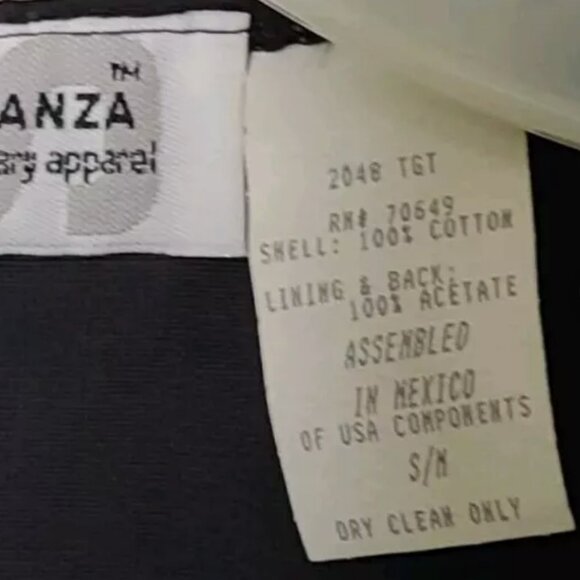 TM
ANZA
ary apparel
2048 TGT
RN# 70649
SHELL: 100% COTTON
LINING & BACK:
100% ACETATE
ASSEMBLED
IN MEXICO
OF USA COMPONENTS
S/M
DRY CLEAN ONLY